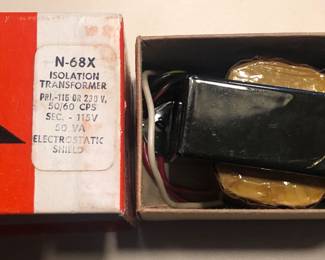 N-68X
ISOLATION
TRANSFORMER
PRI.-115 OR 230 V,
50/60 CPS
SEC. - 115V
50 VA
ELECTROSTATIC
SHIELD